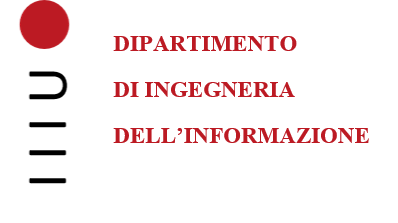 DIPARTIMENTO
DI INGEGNERIA
DELL'INFORMAZIONE